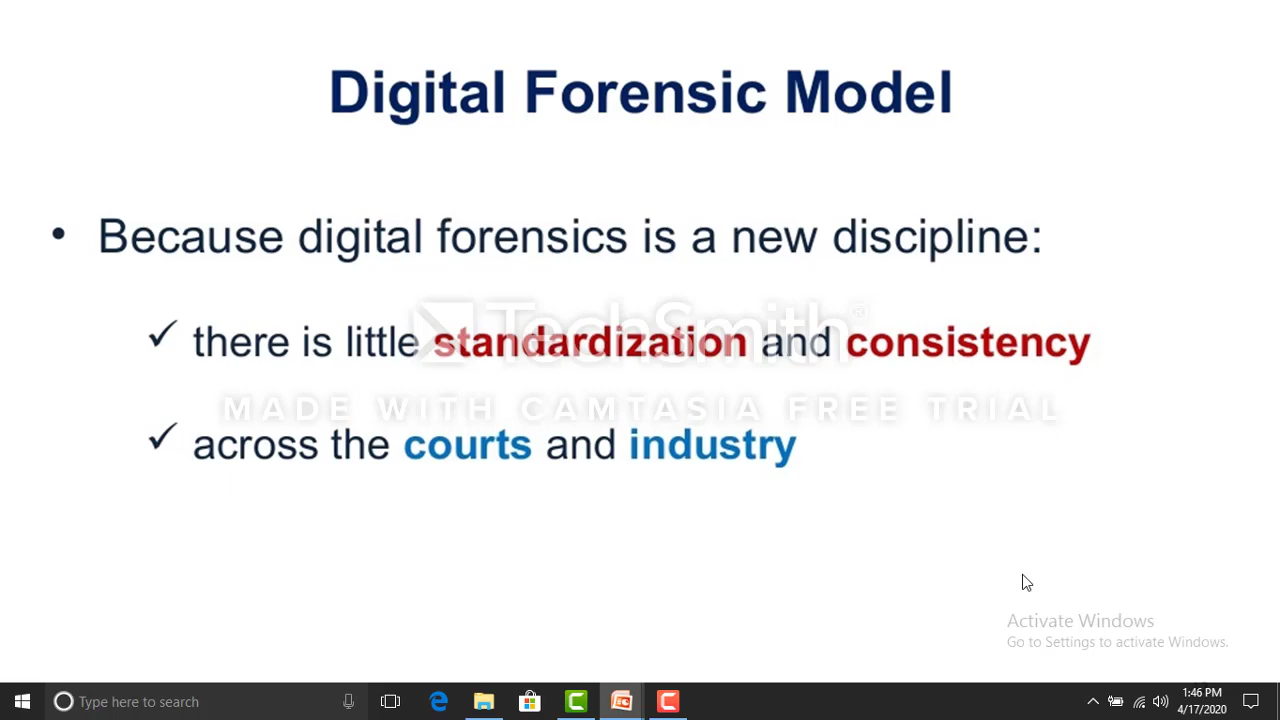 Digital Forensic Model
• Because digital forensics is a new discipline:
✓ there is little standardization and consistency
TechSmith®
MADE WITH CAMTASIA FREE TRIAL
✓ across the courts and industry
Activate Windows
Go to Settings to activate Windows.
Type here to search
1:46 PM
4/17/2020